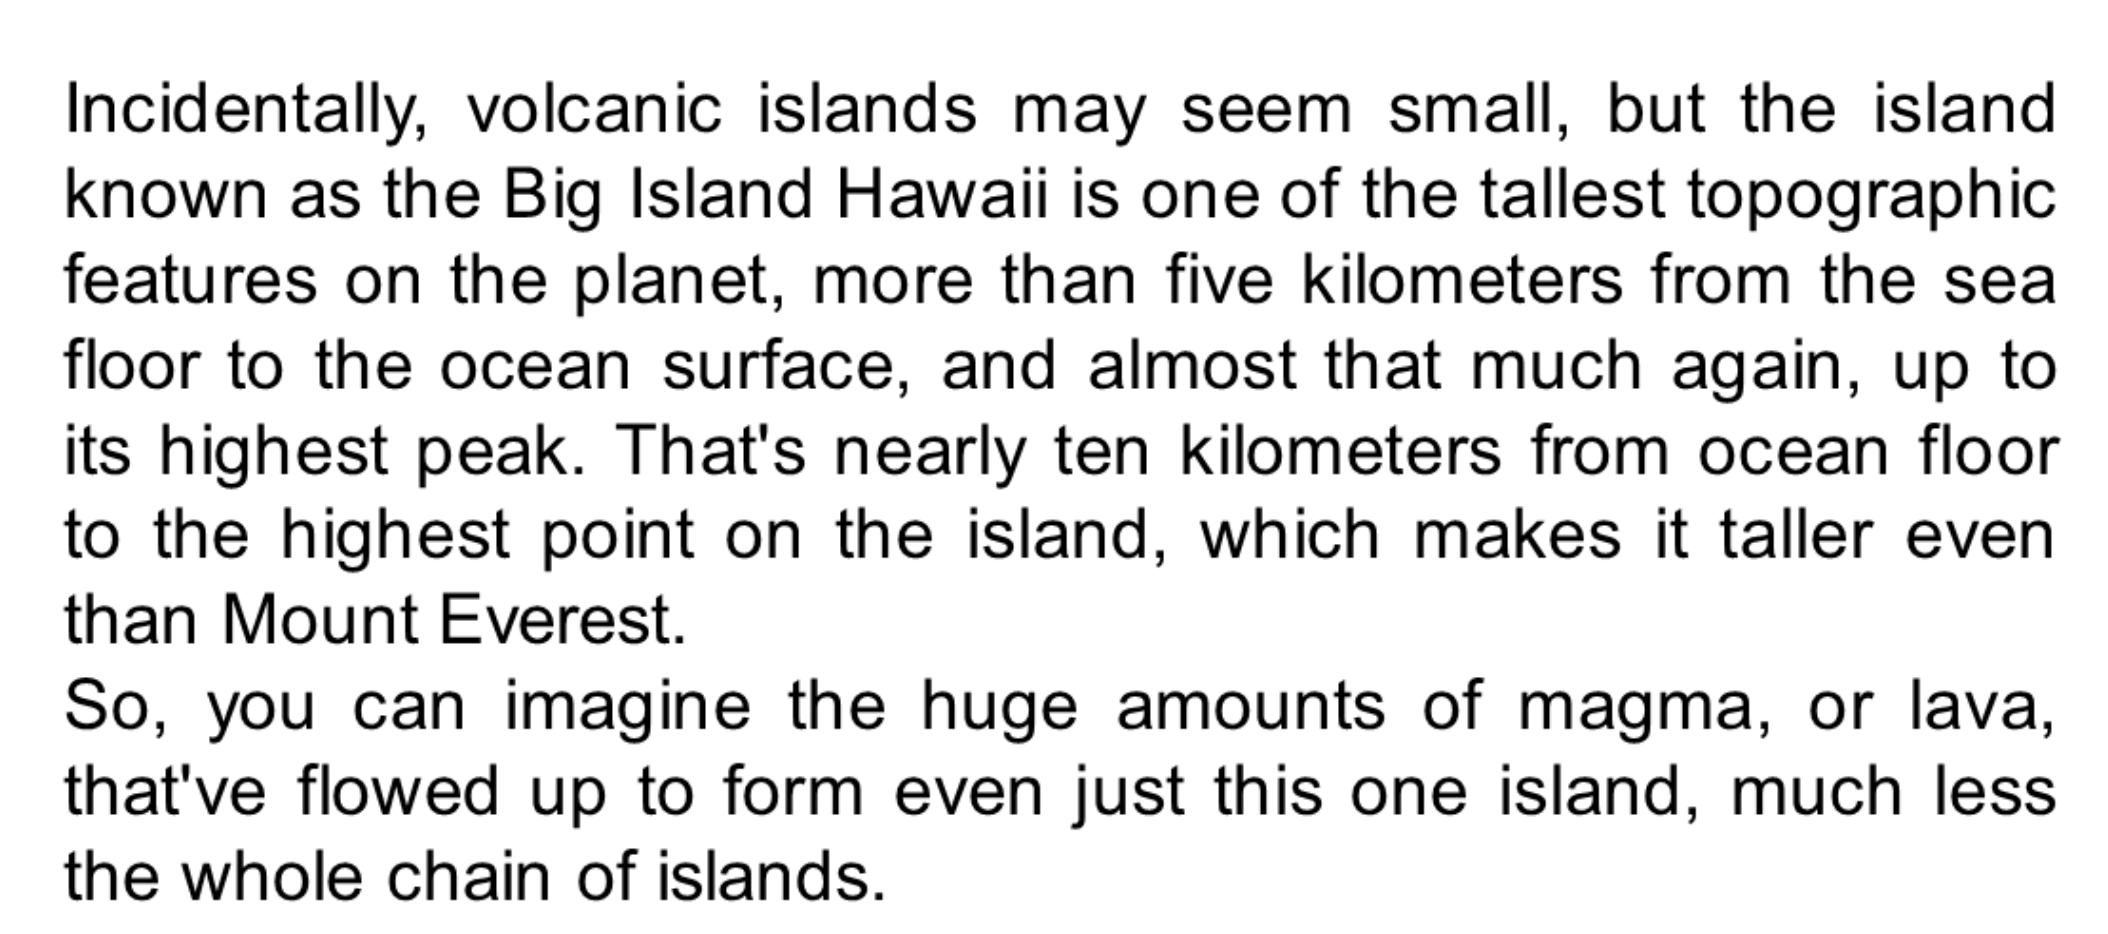 Incidentally, volcanic islands may seem small, but the island
known as the Big Island Hawaii is one of the tallest topographic
features on the planet, more than five kilometers from the sea
floor to the ocean surface, and almost that much again, up to
its highest peak. That's nearly ten kilometers from ocean floor
to the highest point on the island, which makes it taller even
than Mount Everest.
So, you can imagine the huge amounts of magma, or lava,
that've flowed up to form even just this one island, much less
the whole chain of islands.